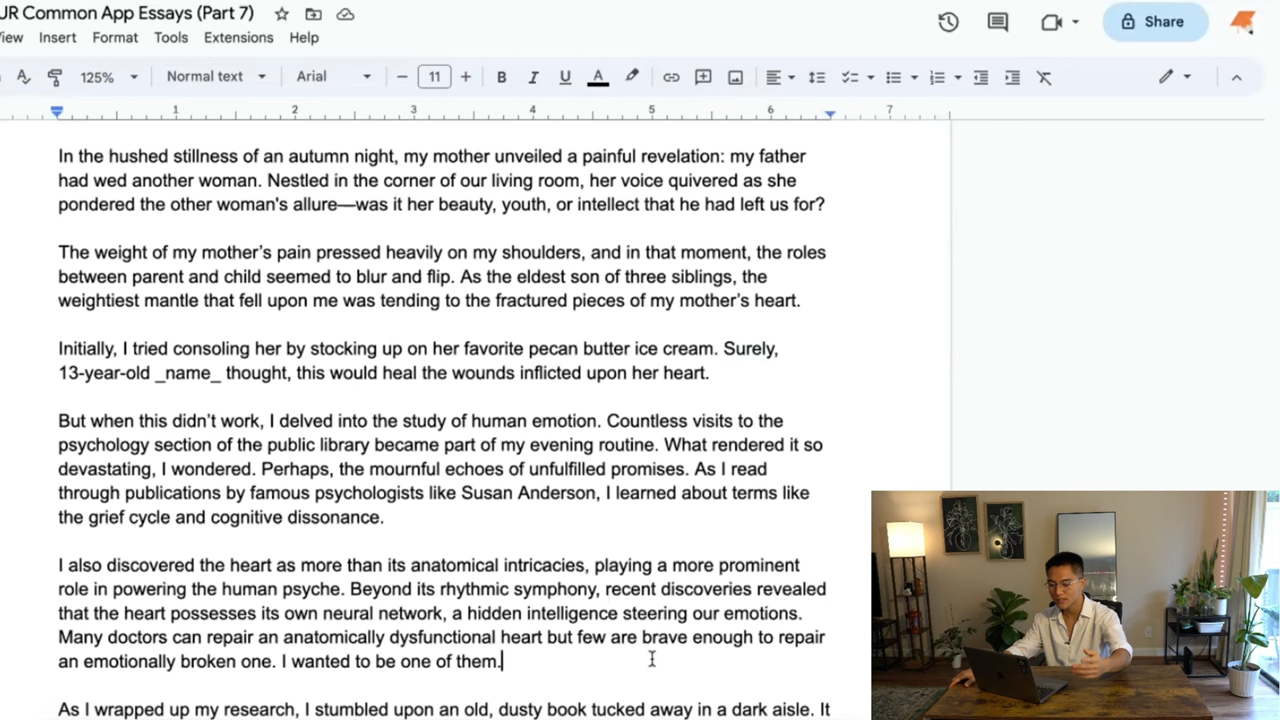 UR Common App Essays (Part 7)
View Insert Format Tools Extensions Help
Share
125% Normal text Arial 11 B I U A
1 2 3 4 5 6 7
In the hushed stillness of an autumn night, my mother unveiled a painful revelation: my father
had wed another woman. Nestled in the corner of our living room, her voice quivered as she
pondered the other woman's allure—was it her beauty, youth, or intellect that he had left us for?
The weight of my mother’s pain pressed heavily on my shoulders, and in that moment, the roles
between parent and child seemed to blur and flip. As the eldest son of three siblings, the
weightiest mantle that fell upon me was tending to the fractured pieces of my mother’s heart.
Initially, I tried consoling her by stocking up on her favorite pecan butter ice cream. Surely,
13-year-old _name_ thought, this would heal the wounds inflicted upon her heart.
But when this didn’t work, I delved into the study of human emotion. Countless visits to the
psychology section of the public library became part of my evening routine. What rendered it so
devastating, I wondered. Perhaps, the mournful echoes of unfulfilled promises. As I read
through publications by famous psychologists like Susan Anderson, I learned about terms like
the grief cycle and cognitive dissonance.
I also discovered the heart as more than its anatomical intricacies, playing a more prominent
role in powering the human psyche. Beyond its rhythmic symphony, recent discoveries revealed
that the heart possesses its own neural network, a hidden intelligence steering our emotions.
Many doctors can repair an anatomically dysfunctional heart but few are brave enough to repair
an emotionally broken one. I wanted to be one of them.
As I wrapped up my research, I stumbled upon an old, dusty book tucked away in a dark aisle. It